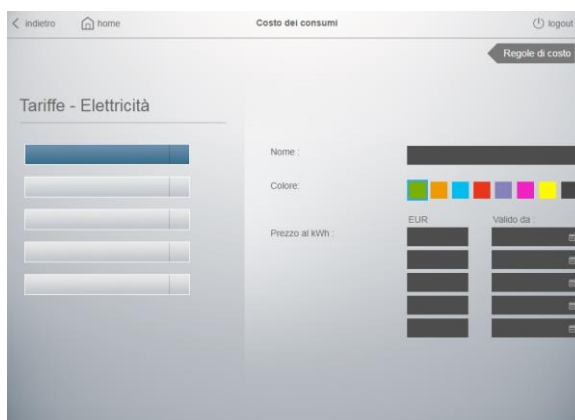 indietro
home
Costo dei consumi
logout
Regole di costo
Tariffe - Elettricità
Nome :
Colore:
EUR
Valido da :
Prezzo al kWh :